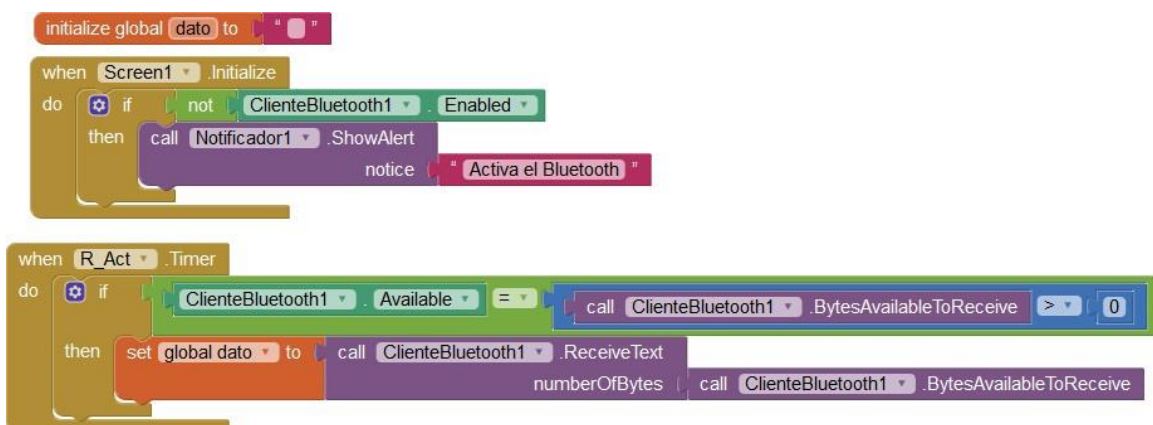 initialize global dato to " "
when Screen1 .Initialize
do if not ClienteBluetooth1 . Enabled
then call Notificador1 .ShowAlert
notice " Activa el Bluetooth "
when R_Act .Timer
do if ClienteBluetooth1 . Available = call ClienteBluetooth1 .BytesAvailableToReceive > 0
then set global dato to call ClienteBluetooth1 .ReceiveText
numberOfBytes call ClienteBluetooth1 .BytesAvailableToReceive